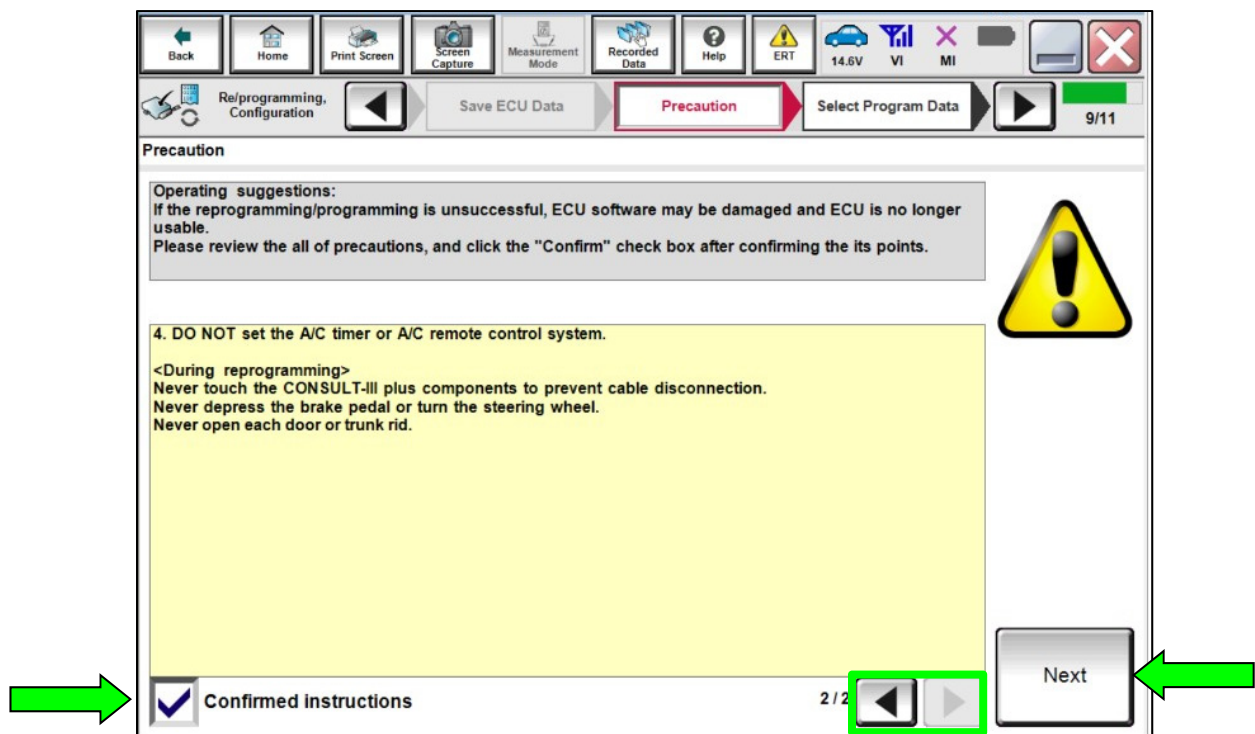 Back
Home
Print Screen
Screen
Capture
Measurement
Mode
Recorded
Data
Help
ERT
14.6V
VI
MI
Re/programming,
Configuration
Save ECU Data
Precaution
Select Program Data
9/11
Precaution
Operating suggestions:
If the reprogramming/programming is unsuccessful, ECU software may be damaged and ECU is no longer
usable.
Please review the all of precautions, and click the "Confirm" check box after confirming the its points.
4. DO NOT set the A/C timer or A/C remote control system.
<During reprogramming>
Never touch the CONSULT-III plus components to prevent cable disconnection.
Never depress the brake pedal or turn the steering wheel.
Never open each door or trunk rid.
Confirmed instructions
2/2
Next